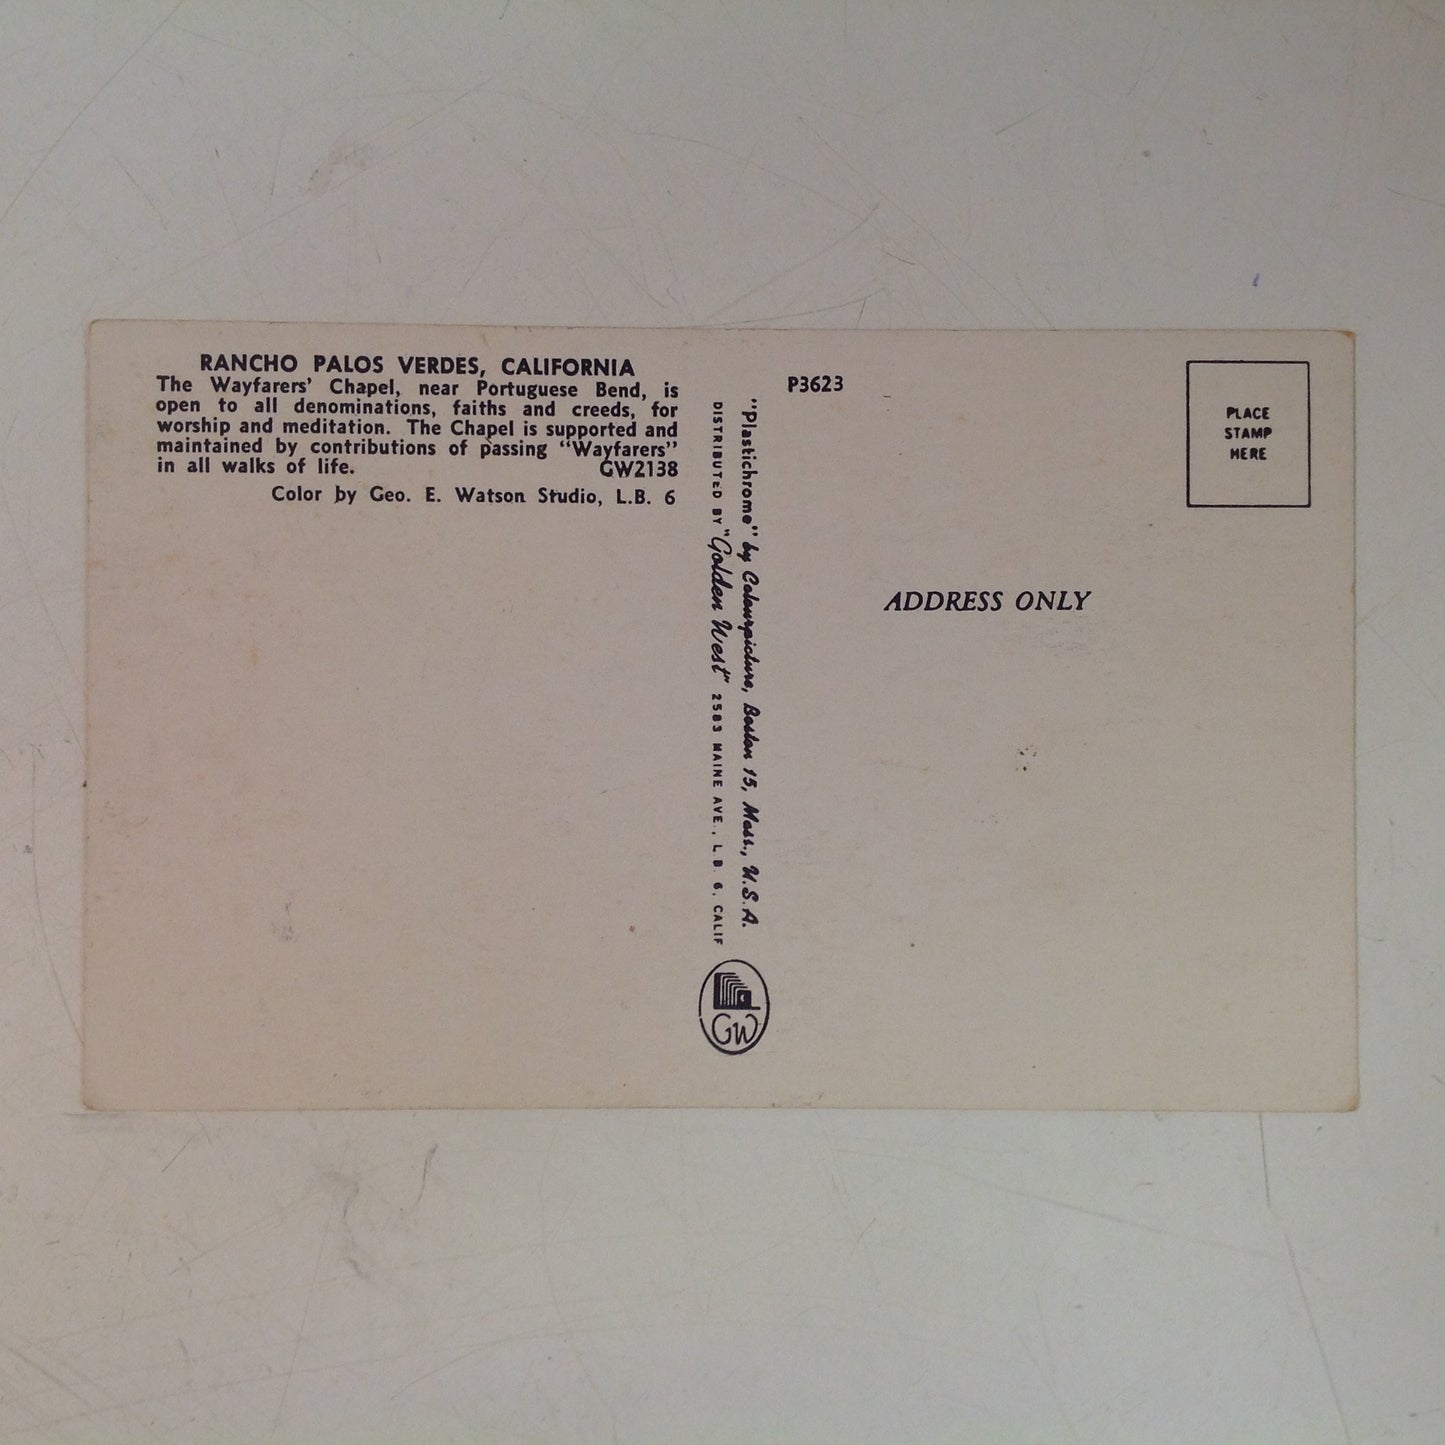 RANCHO PALOS VERDES, CALIFORNIA
The Wayfarers' Chapel, near Portuguese Bend, is
open to all denominations, faiths and creeds, for
worship and meditation. The Chapel is supported and
maintained by contributions of passing "Wayfarers"
in all walks of life. GW2138
Color by Geo. E. Watson Studio, L.B. 6
"Plastichrome" by Colourpicture, Boston 15, Mass., U.S.A.
DISTRIBUTED BY "Golden West" 2583 MAINE AVE., L.B. 6, CALIF
GW
P3623
PLACE
STAMP
HERE
ADDRESS ONLY